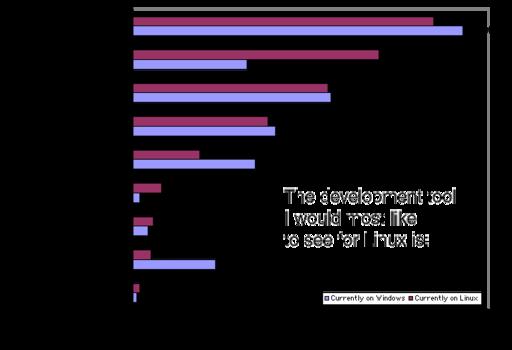 The development tool
I would most like
to see for Linux is:
Currently on Windows Currently on Linux